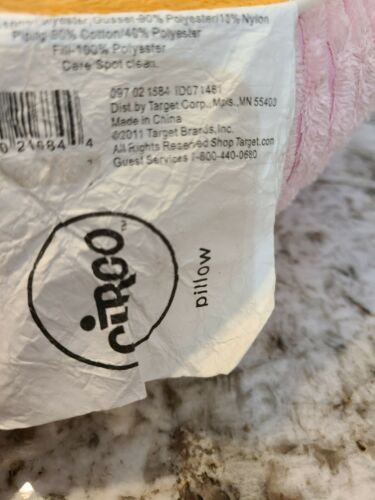 Polyester, Gusset-90% Polyester/10% Nylon
Piping 60% Cotton/40% Polyester
Fill-100% Polyester
Care Spot clean.
097 02 1584 ID071461
Dist.by Target Corp., Mpls., MN 55403
Made in China
©2011 Target Brands,Inc.
All Rights Reserved Shop Target.com
Guest Services 1-800-440-0680
circo
pillow